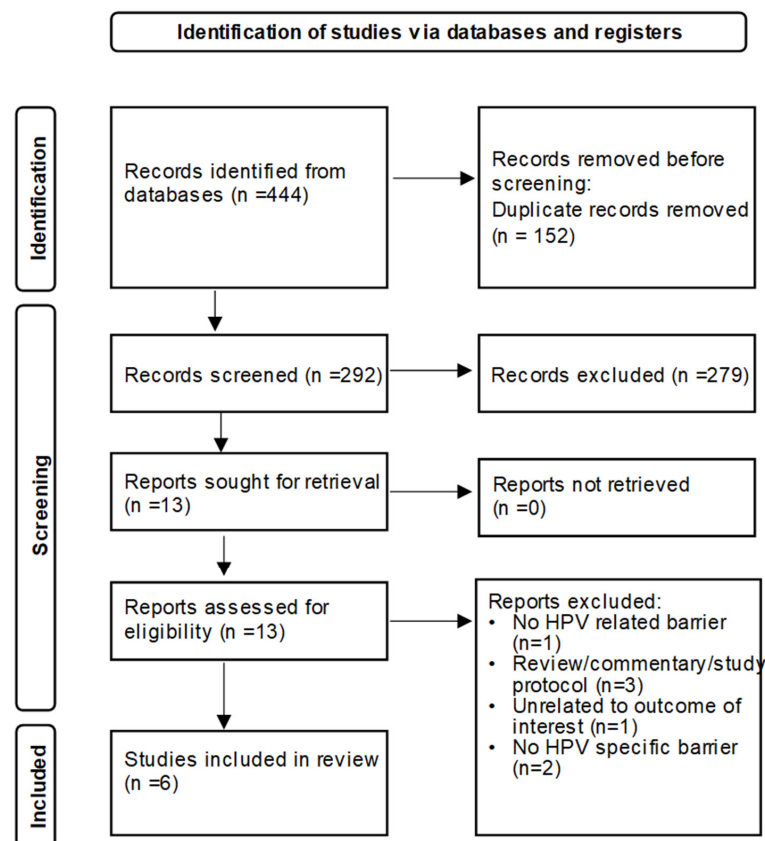 Identification of studies via databases and registers
Identification
Records identified from
databases (n =444)
Records removed before
screening:
Duplicate records removed
(n = 152)
Screening
Records screened (n =292)
Records excluded (n =279)
Reports sought for retrieval
(n =13)
Reports not retrieved
(n =0)
Reports assessed for
eligibility (n =13)
Reports excluded:
• No HPV related barrier
(n=1)
• Review/commentary/study
protocol (n=3)
• Unrelated to outcome of
interest (n=1)
• No HPV specific barrier
(n=2)
Included
Studies included in review
(n =6)